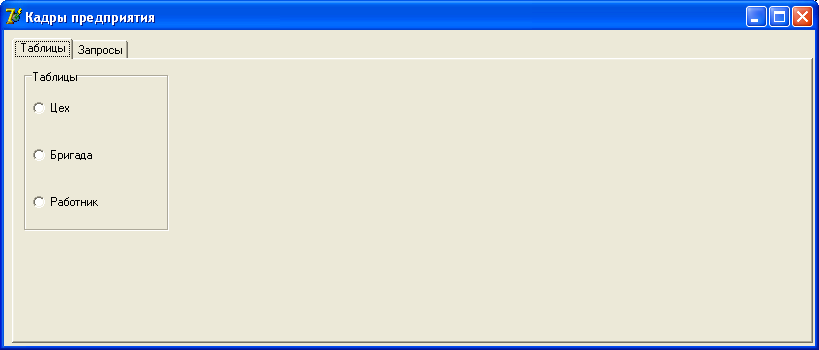 Кадры предприятия
Таблицы Запросы
Таблицы
Цех
Бригада
Работник